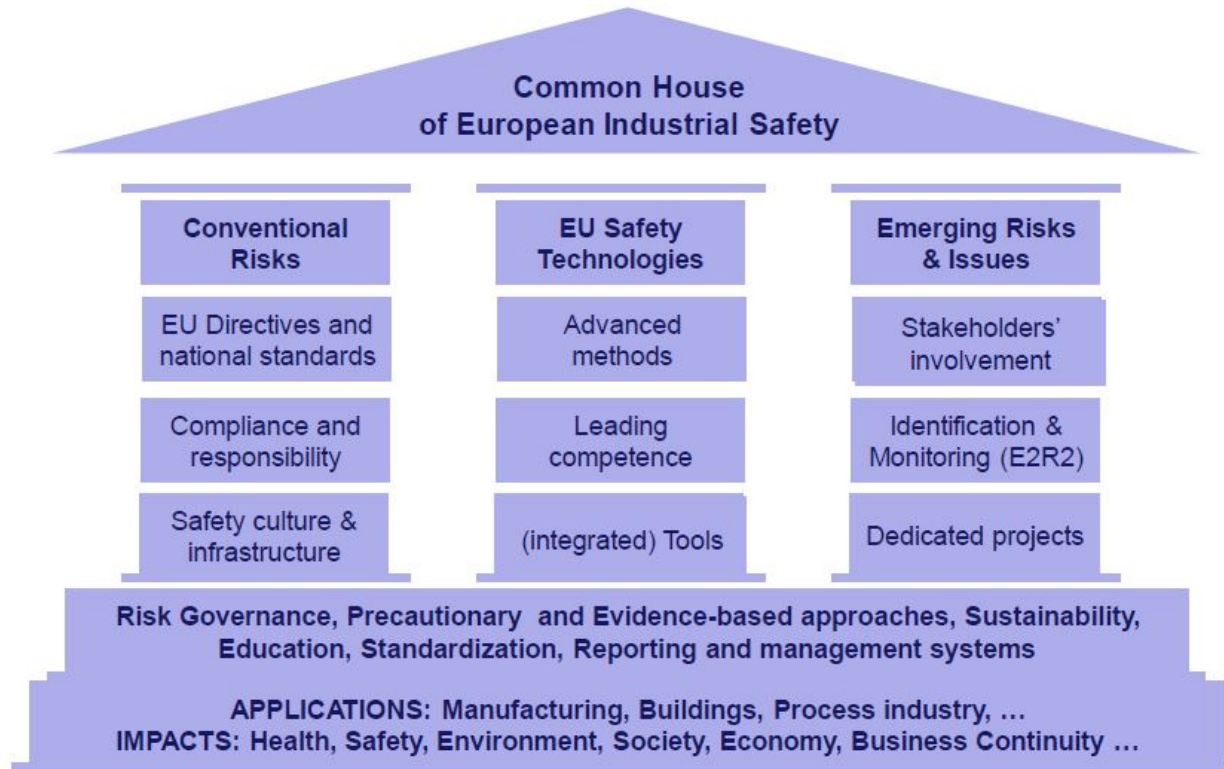 Common House
of European Industrial Safety
Conventional
Risks
EU Directives and
national standards
Compliance and
responsibility
Safety culture &
infrastructure
EU Safety
Technologies
Advanced
methods
Leading
competence
(integrated) Tools
Emerging Risks
& Issues
Stakeholders’
involvement
Identification &
Monitoring (E2R2)
Dedicated projects
Risk Governance, Precautionary and Evidence-based approaches, Sustainability,
Education, Standardization, Reporting and management systems
APPLICATIONS: Manufacturing, Buildings, Process industry, …
IMPACTS: Health, Safety, Environment, Society, Economy, Business Continuity …